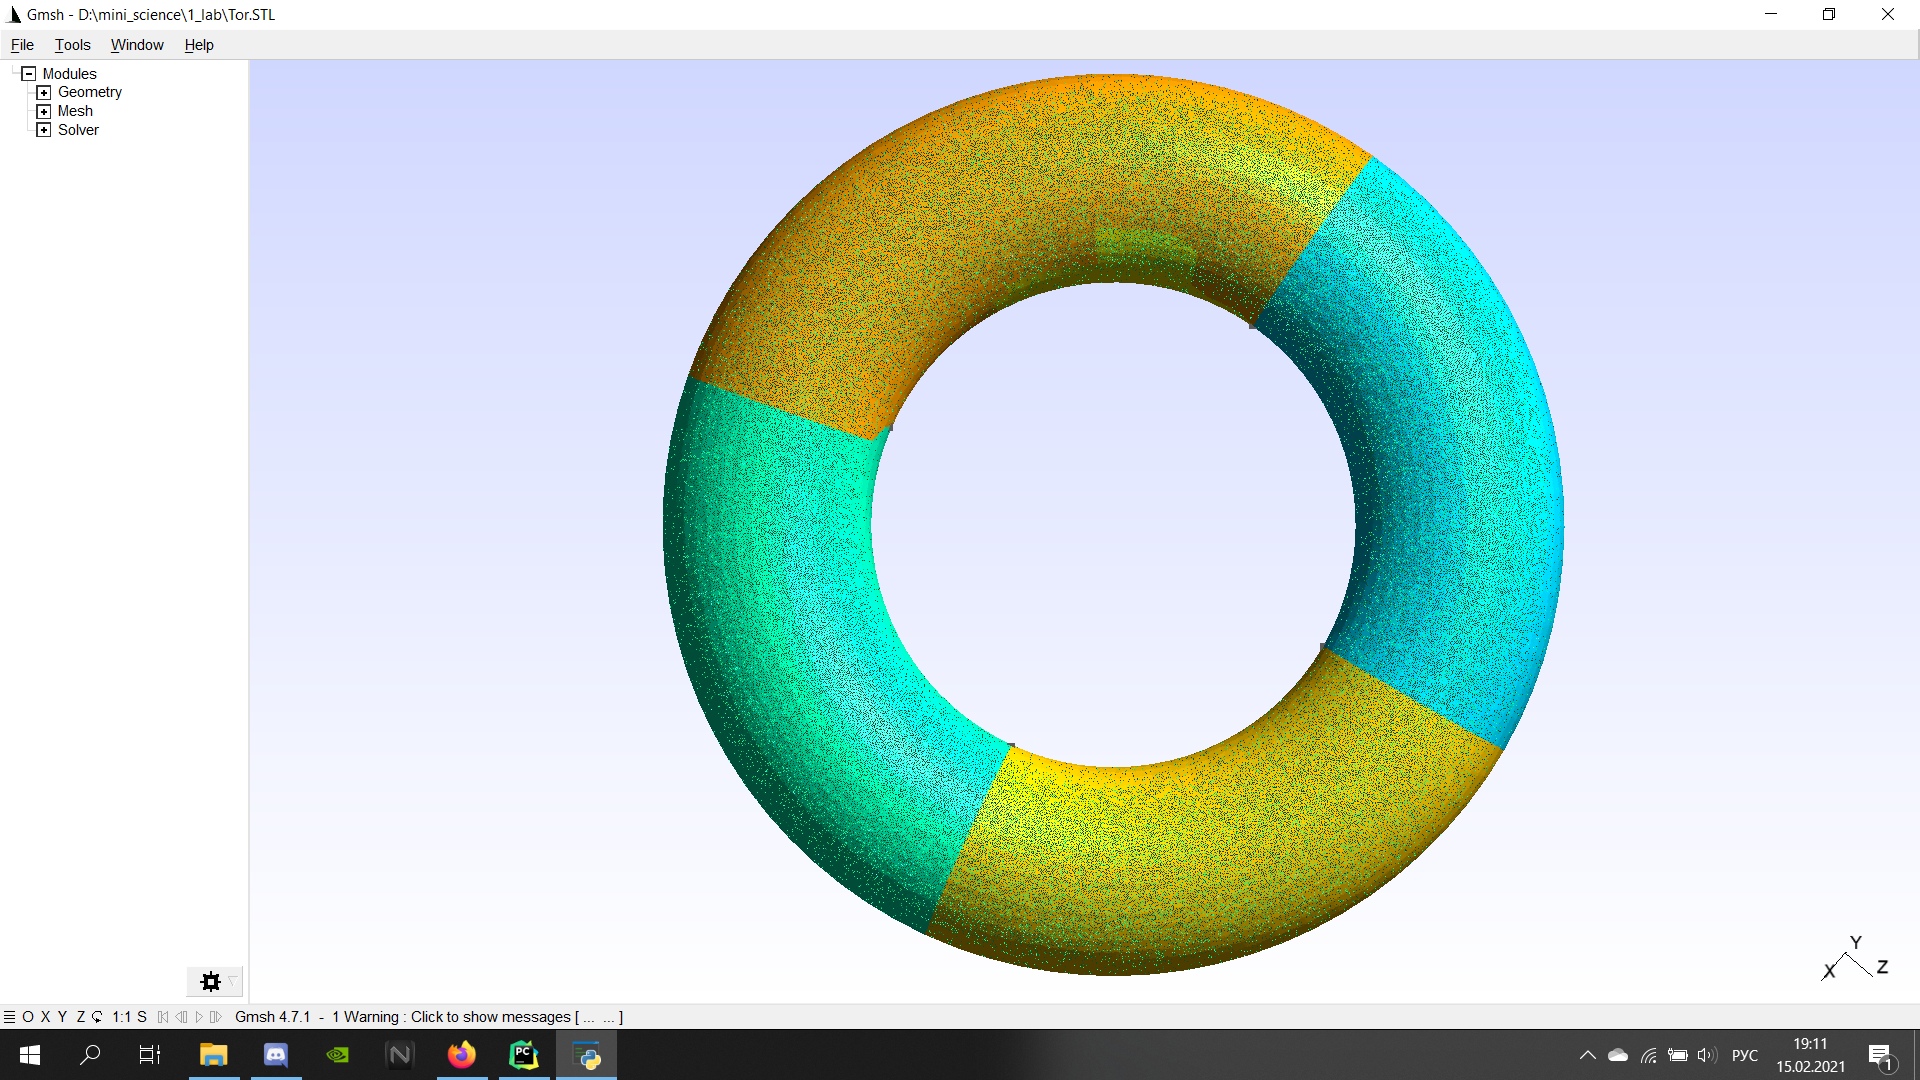 Gmsh - D:\mini_science\1_lab\Tor.STL
File Tools Window Help
Modules
Geometry
Mesh
Solver
Y
X Z
O X Y Z 1:1 S Gmsh 4.7.1 - 1 Warning : Click to show messages [ ... ... ]
N PC РУС 19:11
15.02.2021
1